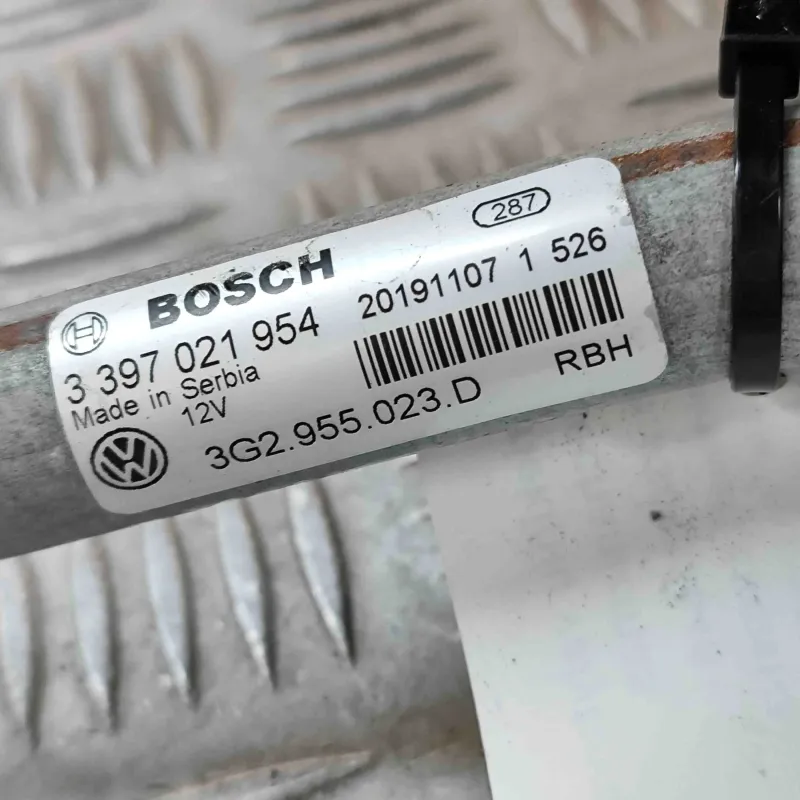 287
BOSCH
20191107 1 526
3 397 021 954
Made in Serbia
12V
RBH
3G2.955.023.D